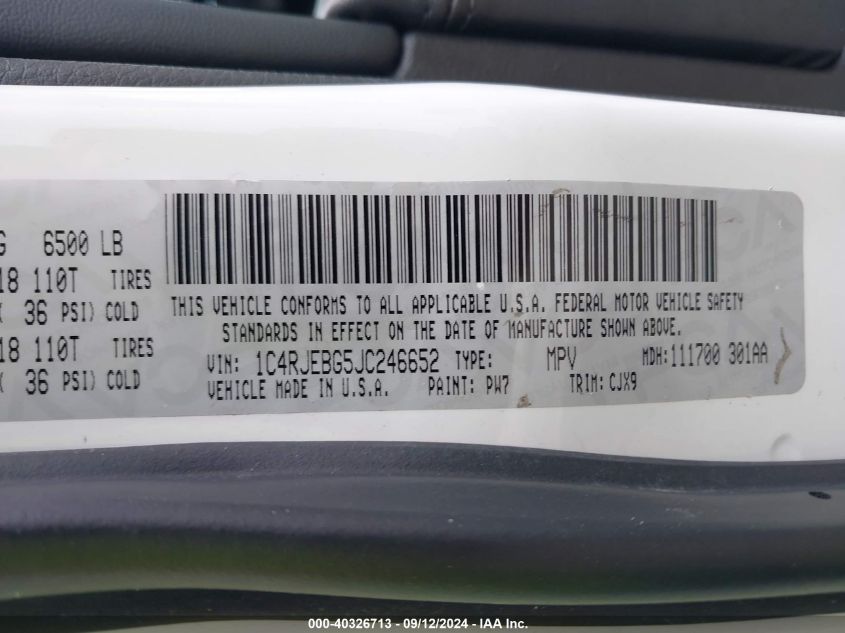 G 6500 LB
18 110T TIRES
( 36 PSI) COLD
18 110T TIRES
( 36 PSI) COLD
THIS VEHICLE CONFORMS TO ALL APPLICABLE U.S.A. FEDERAL MOTOR VEHICLE SAFETY
STANDARDS IN EFFECT ON THE DATE OF MANUFACTURE SHOWN ABOVE.
VIN: 1C4RJEBG5JC246652 TYPE: MPV MDH: 111700 301AA
VEHICLE MADE IN U.S.A. PAINT: PW7 TRIM: CJX9
000-40326713 - 09/12/2024 - IAA Inc.